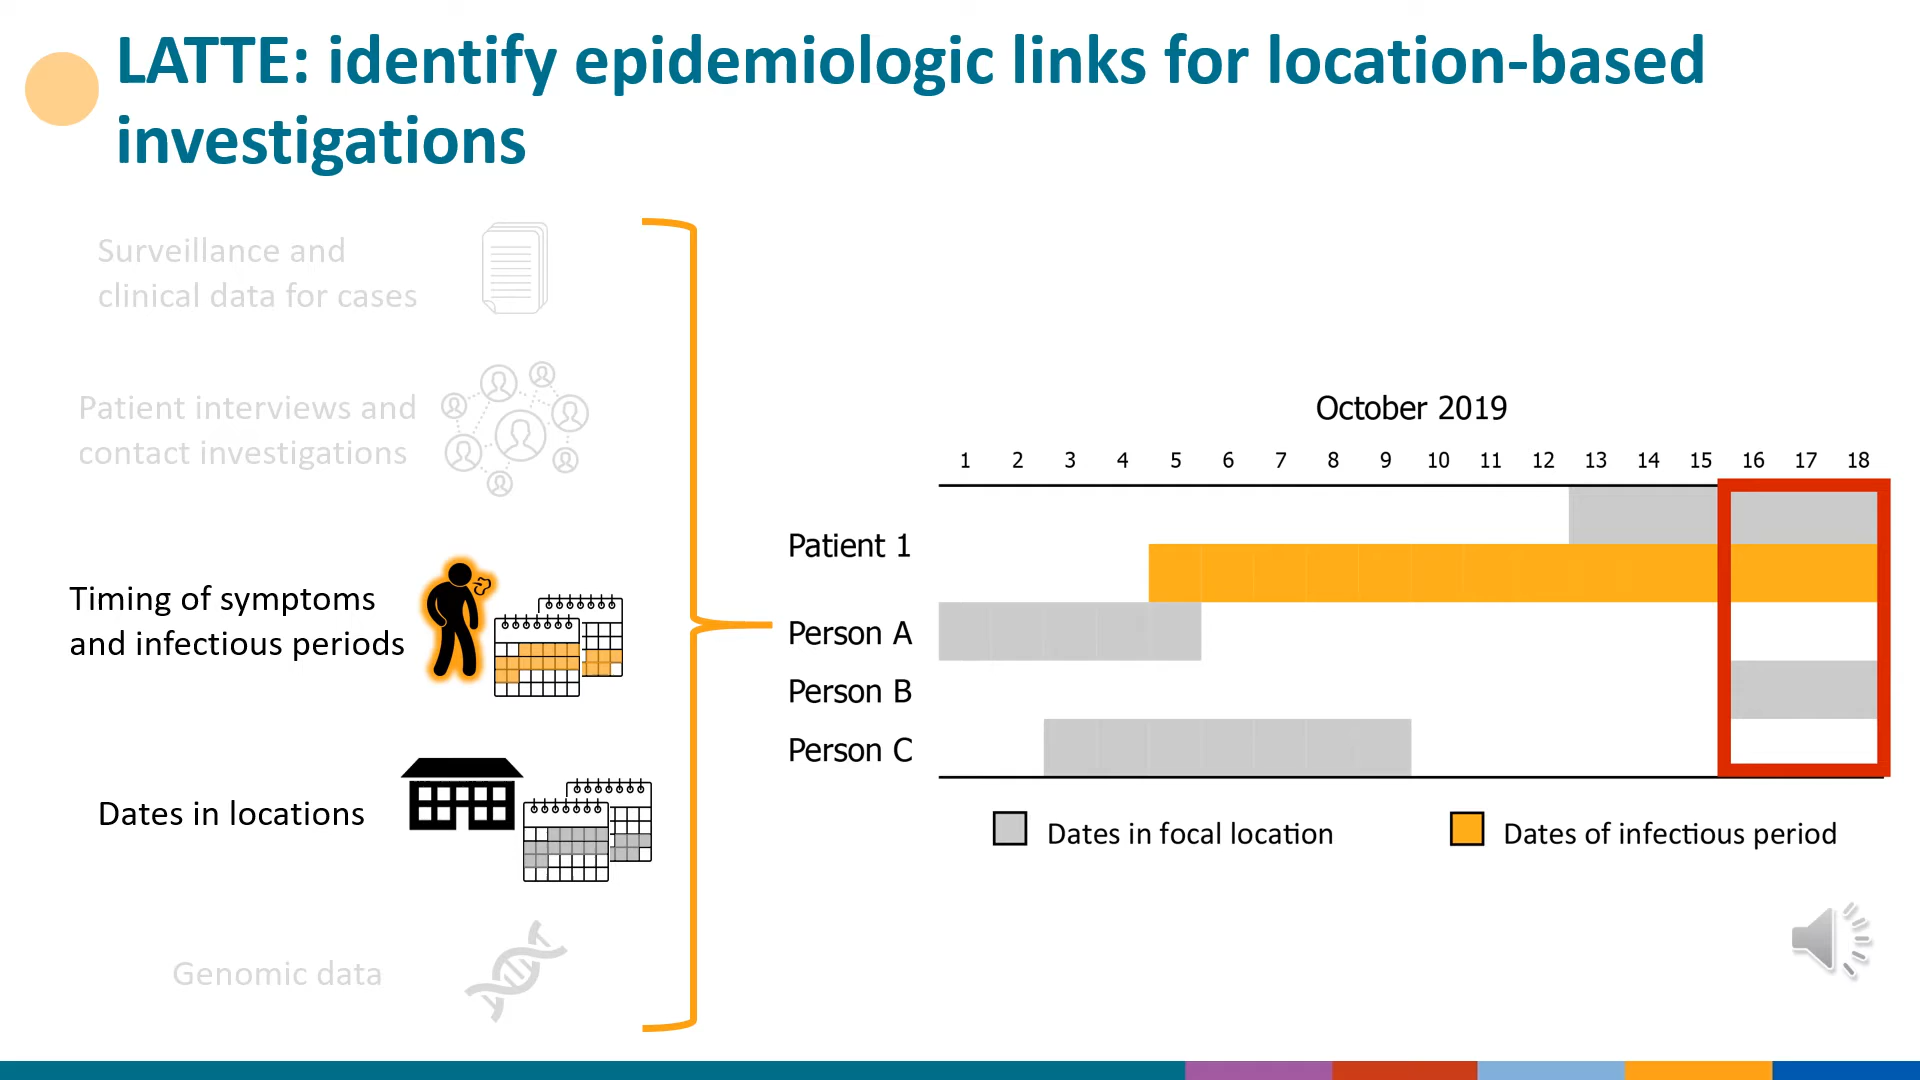 LATTE: identify epidemiologic links for location-based
investigations
Surveillance and
clinical data for cases
Patient interviews and
contact investigations
Timing of symptoms
and infectious periods
Dates in locations
Genomic data
October 2019
1 2 3 4 5 6 7 8 9 10 11 12 13 14 15 16 17 18
Patient 1
Person A
Person B
Person C
Dates in focal location
Dates of infectious period